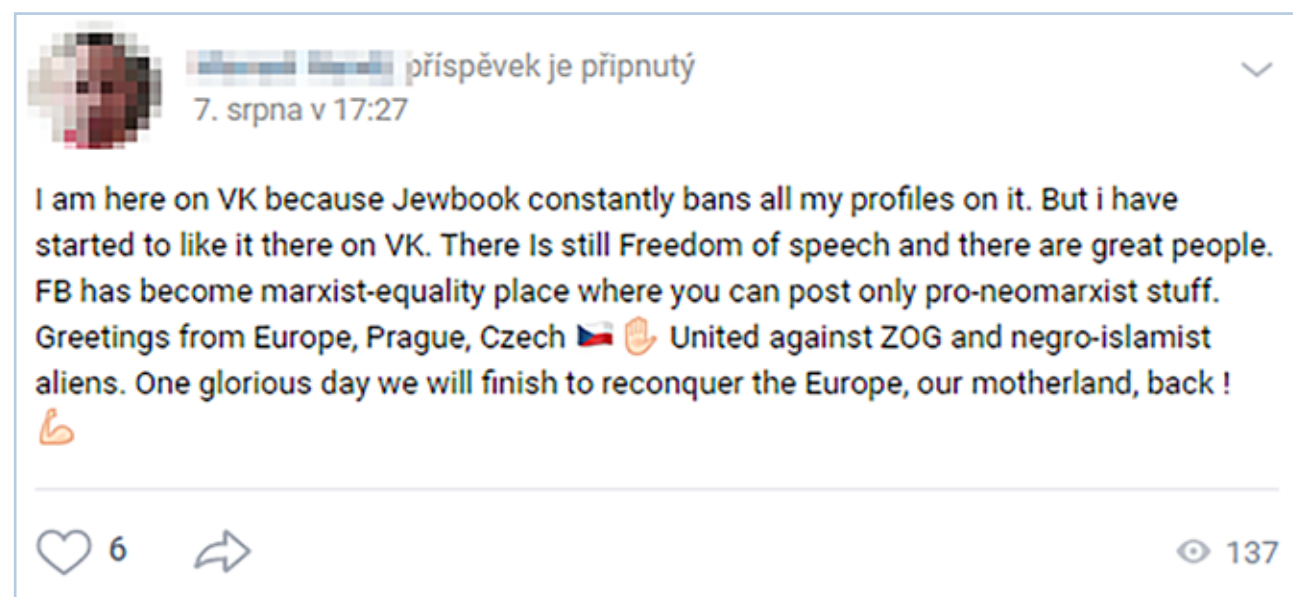 příspěvek je připnutý
7. srpna v 17:27
I am here on VK because Jewbook constantly bans all my profiles on it. But i have
started to like it there on VK. There Is still Freedom of speech and there are great people.
FB has become marxist-equality place where you can post only pro-neomarxist stuff.
Greetings from Europe, Prague, Czech 🇨🇿 ✋🏻 United against ZOG and negro-islamist
aliens. One glorious day we will finish to reconquer the Europe, our motherland, back !
💪🏻
6
137